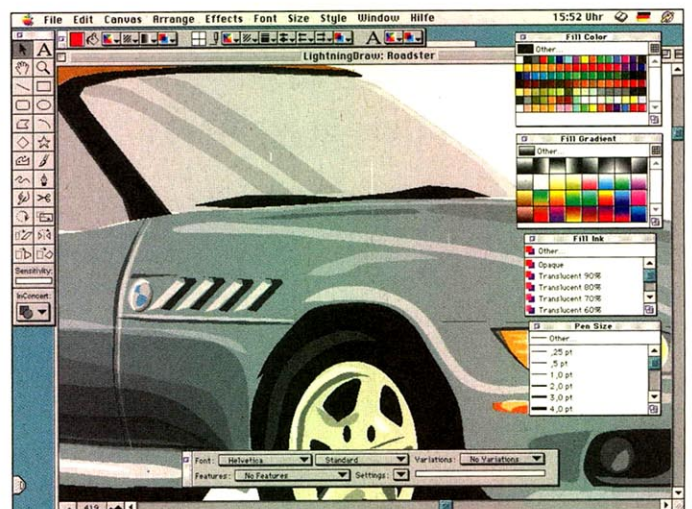 File Edit Canvas Arrange Effects Font Size Style Window Hilfe 15:52 Uhr
A
A
LightningDraw: Roadster
Fill Color
Other...
Fill Gradient
Other...
Fill Ink
Other...
Opaque
Translucent 90%
Translucent 80%
Translucent 70%
Translucent 60%
Pen Size
Other...
,25 pt
,5 pt
1,0 pt
2,0 pt
3,0 pt
4,0 pt
Sensitivity:
InConcert:
Font: Helvetica Standard Variations: No Variations
Features: No Features Settings:
419